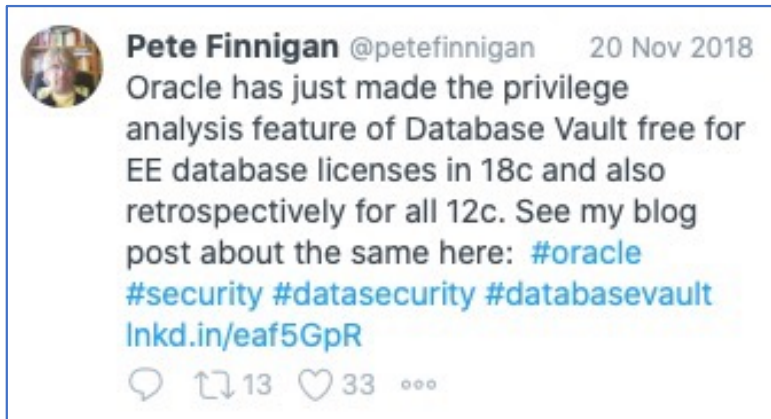 Pete Finnigan @petefinnigan 20 Nov 2018
Oracle has just made the privilege
analysis feature of Database Vault free for
EE database licenses in 18c and also
retrospectively for all 12c. See my blog
post about the same here: #oracle
#security #datasecurity #databasevault
lnkd.in/eaf5GpR
13 33